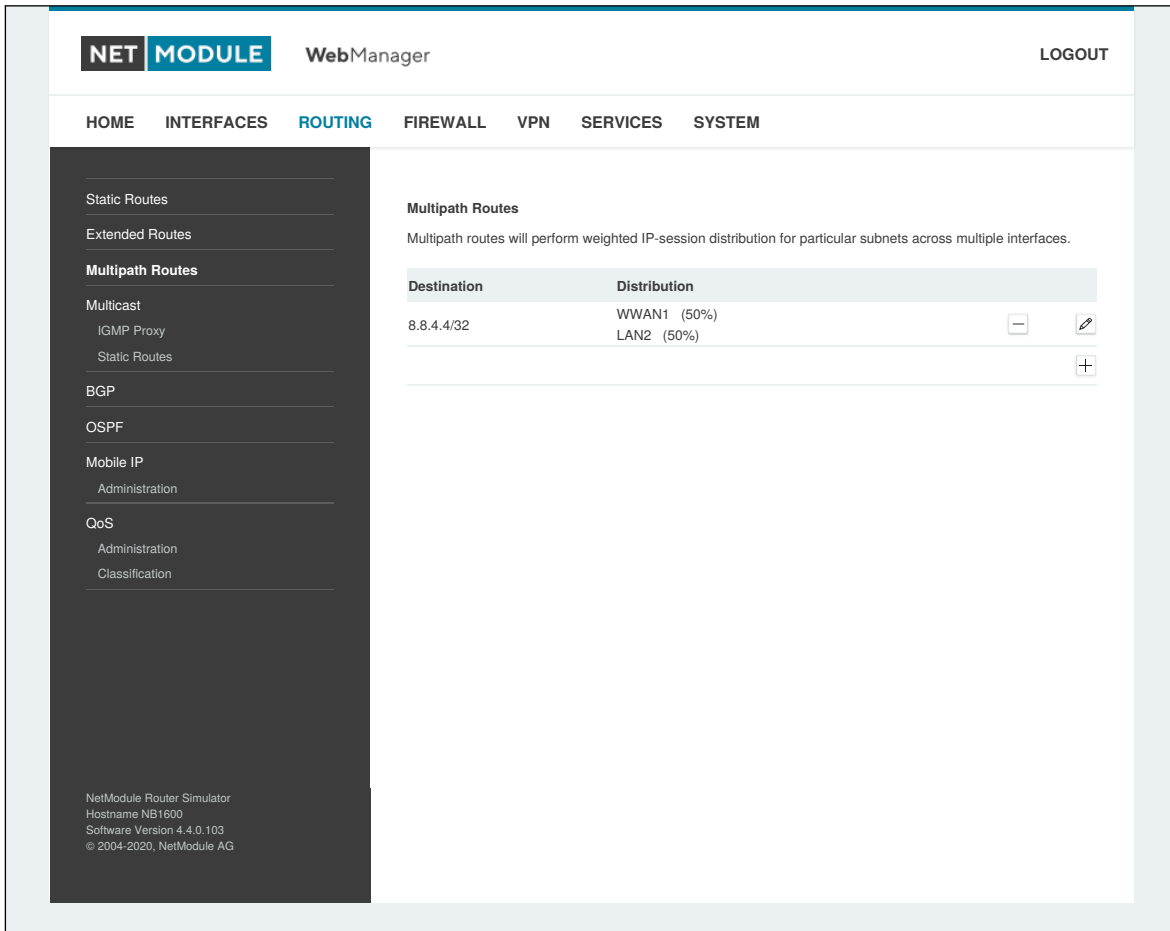 NET MODULE WebManager LOGOUT
HOME INTERFACES ROUTING FIREWALL VPN SERVICES SYSTEM
Static Routes
Extended Routes
Multipath Routes
Multicast
IGMP Proxy
Static Routes
BGP
OSPF
Mobile IP
Administration
QoS
Administration
Classification
NetModule Router Simulator
Hostname NB1600
Software Version 4.4.0.103
© 2004-2020, NetModule AG
Multipath Routes
Multipath routes will perform weighted IP-session distribution for particular subnets across multiple interfaces.
Destination Distribution
8.8.4.4/32 WWAN1 (50%)
LAN2 (50%)